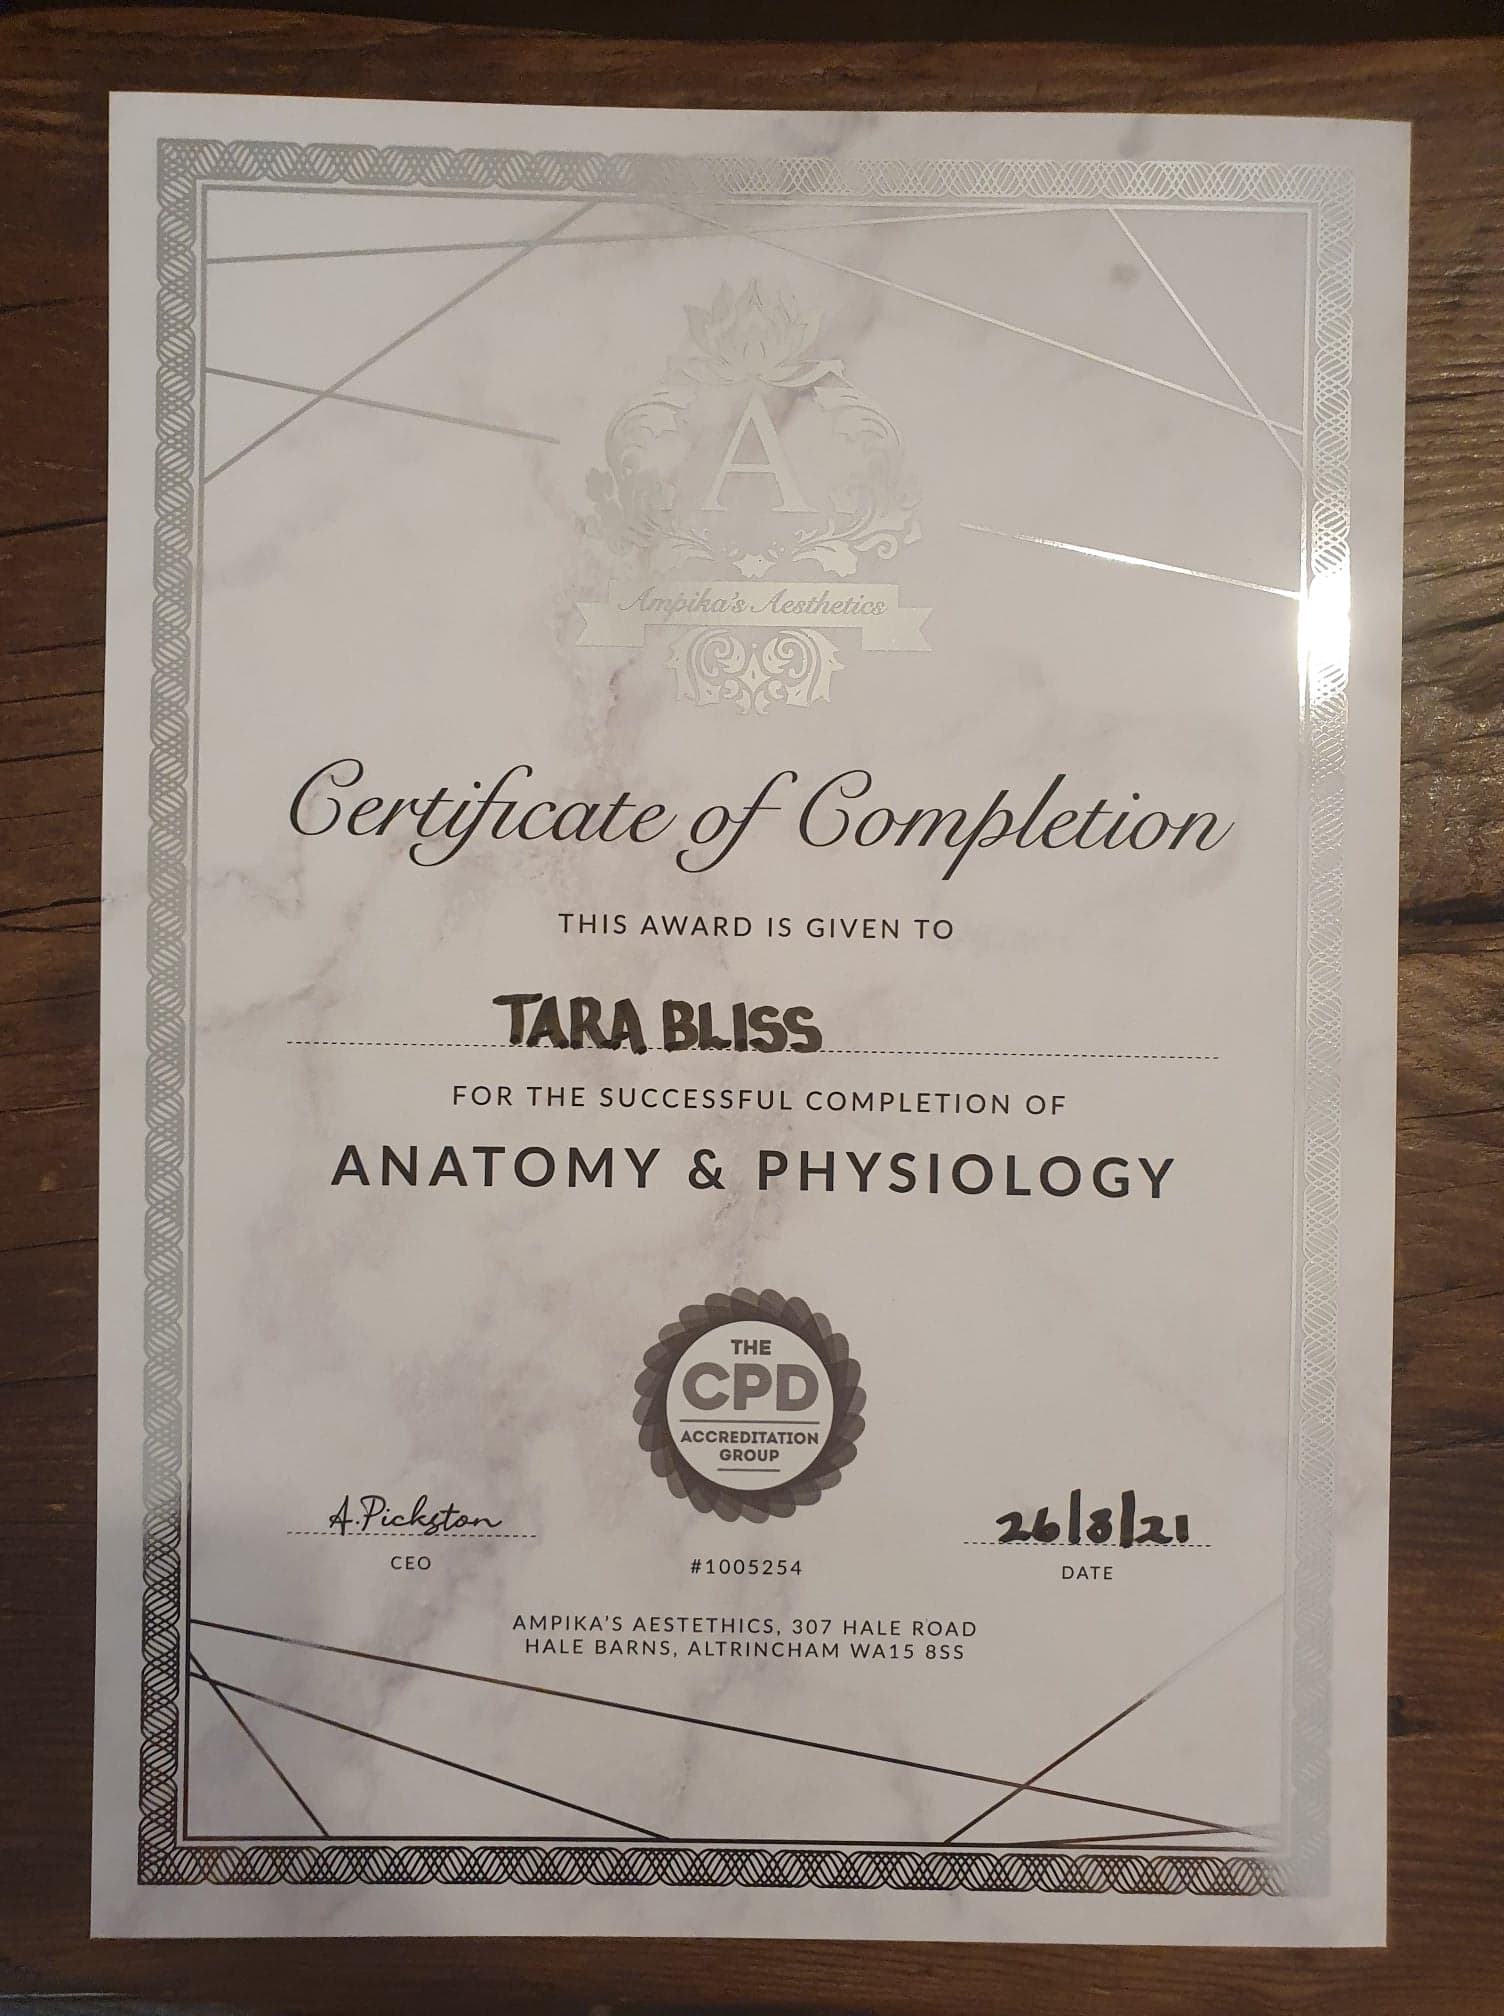 A
Ampika's Aesthetics
Certificate of Completion
THIS AWARD IS GIVEN TO
TARA BLISS
FOR THE SUCCESSFUL COMPLETION OF
ANATOMY & PHYSIOLOGY
THE
CPD
ACCREDITATION
GROUP
A.Pickston
CEO
#1005254
26/8/21
DATE
AMPIKA'S AESTETHICS, 307 HALE ROAD
HALE BARNS, ALTRINCHAM WA15 8SS